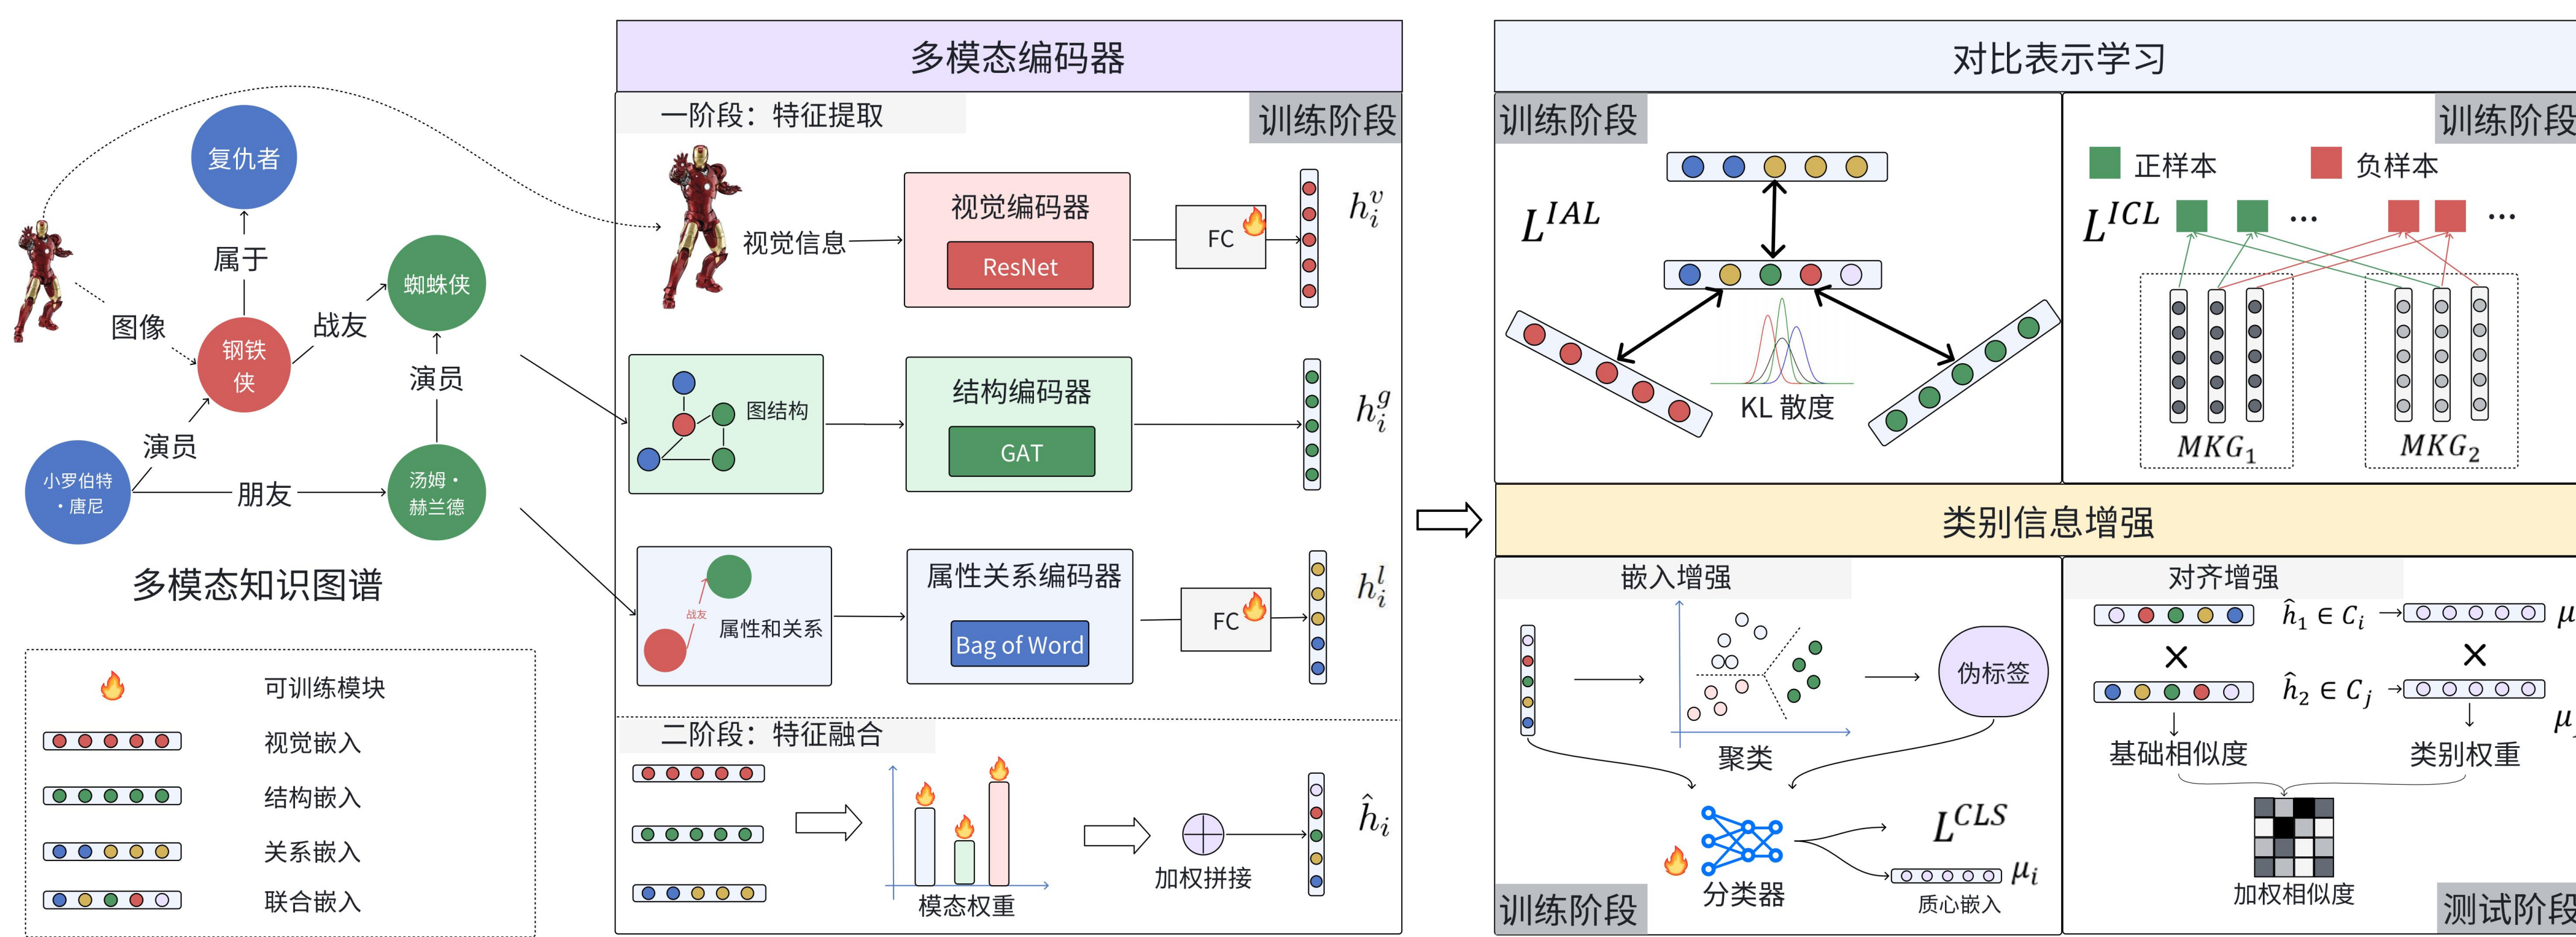 复仇者
属于
蜘蛛侠
图像
战友
钢铁
侠
演员
演员
小罗伯特
·唐尼
朋友
汤姆·
赫兰德
多模态知识图谱
可训练模块
视觉嵌入
结构嵌入
关系嵌入
联合嵌入
多模态编码器
一阶段：特征提取
训练阶段
视觉信息
视觉编码器
ResNet
FC
h_i^v
图结构
结构编码器
GAT
h_i^g
战友
属性和关系
属性关系编码器
Bag of Word
FC
h_i^l
二阶段：特征融合
模态权重
加权拼接
ĥ_i
对比表示学习
训练阶段
L^{IAL}
KL 散度
训练阶段
正样本
负样本
L^{ICL}
...
...
MKG_1
MKG_2
类别信息增强
嵌入增强
聚类
伪标签
分类器
L^{CLS}
μ_i
质心嵌入
训练阶段
对齐增强
ĥ_1 ∈ C_i
μ
×
×
ĥ_2 ∈ C_j
μ
基础相似度
类别权重
加权相似度
测试阶段